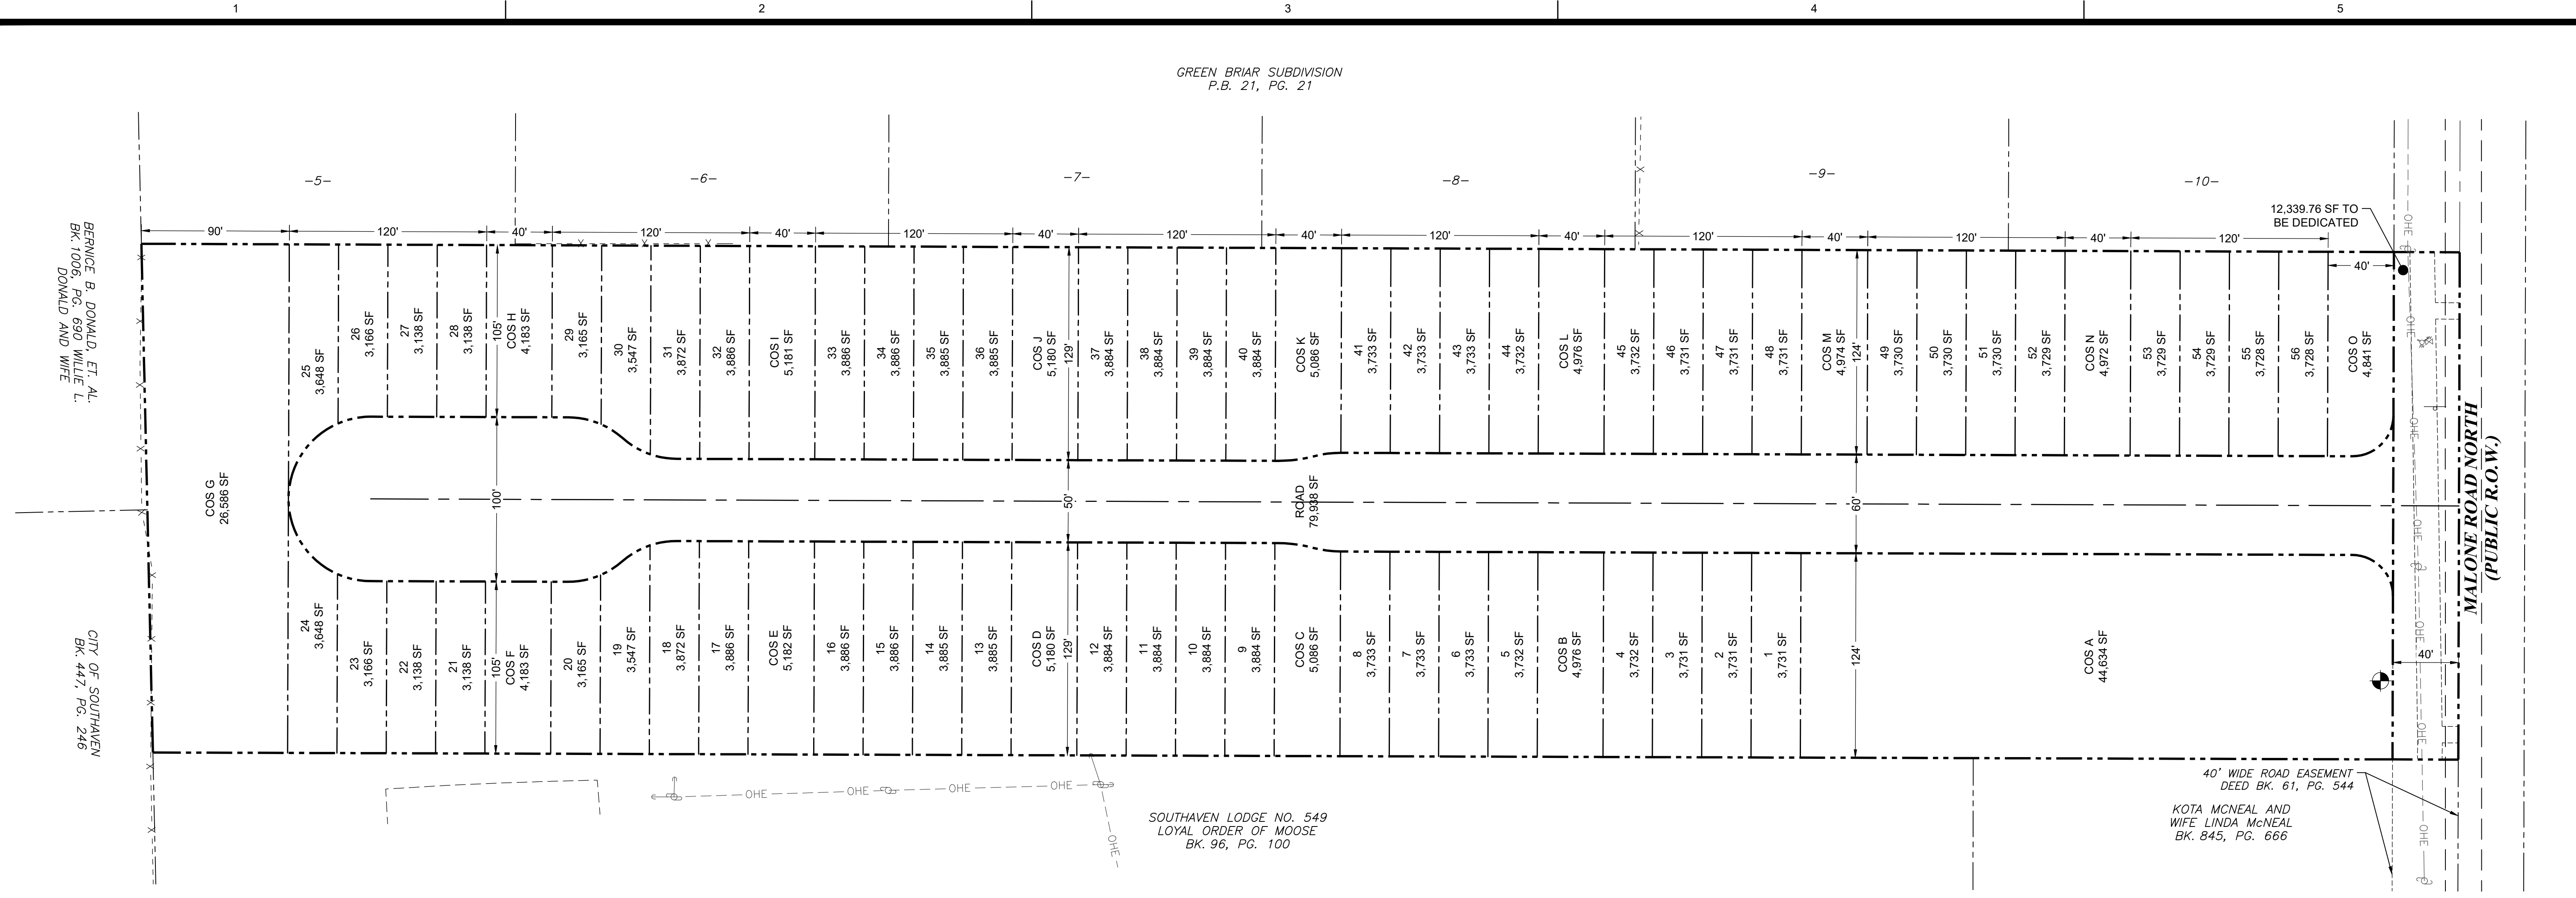 1
2
3
4
5
GREEN BRIAR SUBDIVISION
P.B. 21, PG. 21
-5-
-6-
-7-
-8-
-9-
-10-
12,339.76 SF TO
BE DEDICATED
BERNICE B. DONALD, ET. AL.
BK.1006, PG. 690 WILLIE L.
DONALD AND WIFE
90'
120'
40'
120'
40'
120'
40'
120'
40'
120'
40'
120'
40'
120'
40'
120'
40'
25
3,648 SF
26
3,166 SF
27
3,138 SF
28
3,138 SF
105'
COS H
4,183 SF
29
3,165 SF
30
3,547 SF
31
3,872 SF
32
3,886 SF
COS I
5,181 SF
33
3,886 SF
34
3,886 SF
35
3,885 SF
36
3,885 SF
COS J
5,180 SF
129'
37
3,884 SF
38
3,884 SF
39
3,884 SF
40
3,884 SF
COS K
5,086 SF
41
3,733 SF
42
3,733 SF
43
3,733 SF
44
3,732 SF
COS L
4,976 SF
45
3,732 SF
46
3,731 SF
47
3,731 SF
48
3,731 SF
COS M
4,974 SF
124'
49
3,730 SF
50
3,730 SF
51
3,730 SF
52
3,729 SF
COS N
4,972 SF
53
3,729 SF
54
3,729 SF
55
3,728 SF
56
3,728 SF
COS O
4,841 SF
OHE
OHE
OHE
OHE
OHE
OHE
OHE
OHE
P
MALONE ROAD NORTH
(PUBLIC R.O.W.)
COS G
26,586 SF
100'
50'
ROAD
79,938 SF
60'
CITY OF SOUTHAVEN
BK. 447, PG. 246
24
3,648 SF
23
3,166 SF
22
3,138 SF
21
3,138 SF
105'
COS F
4,183 SF
20
3,165 SF
19
3,547 SF
18
3,872 SF
17
3,886 SF
COS E
5,182 SF
16
3,886 SF
15
3,886 SF
14
3,885 SF
13
3,885 SF
COS D
5,180 SF
129'
12
3,884 SF
11
3,884 SF
10
3,884 SF
9
3,884 SF
COS C
5,086 SF
8
3,733 SF
7
3,733 SF
6
3,733 SF
5
3,732 SF
COS B
4,976 SF
4
3,732 SF
3
3,731 SF
2
3,731 SF
1
3,731 SF
124'
COS A
44,634 SF
40'
OHE
OHE
OHE
OHE
OHE
SOUTHAVEN LODGE NO. 549
LOYAL ORDER OF MOOSE
BK. 96, PG. 100
40' WIDE ROAD EASEMENT
DEED BK. 61, PG. 544
KOTA MCNEAL AND
WIFE LINDA McNEAL
BK. 845, PG. 666